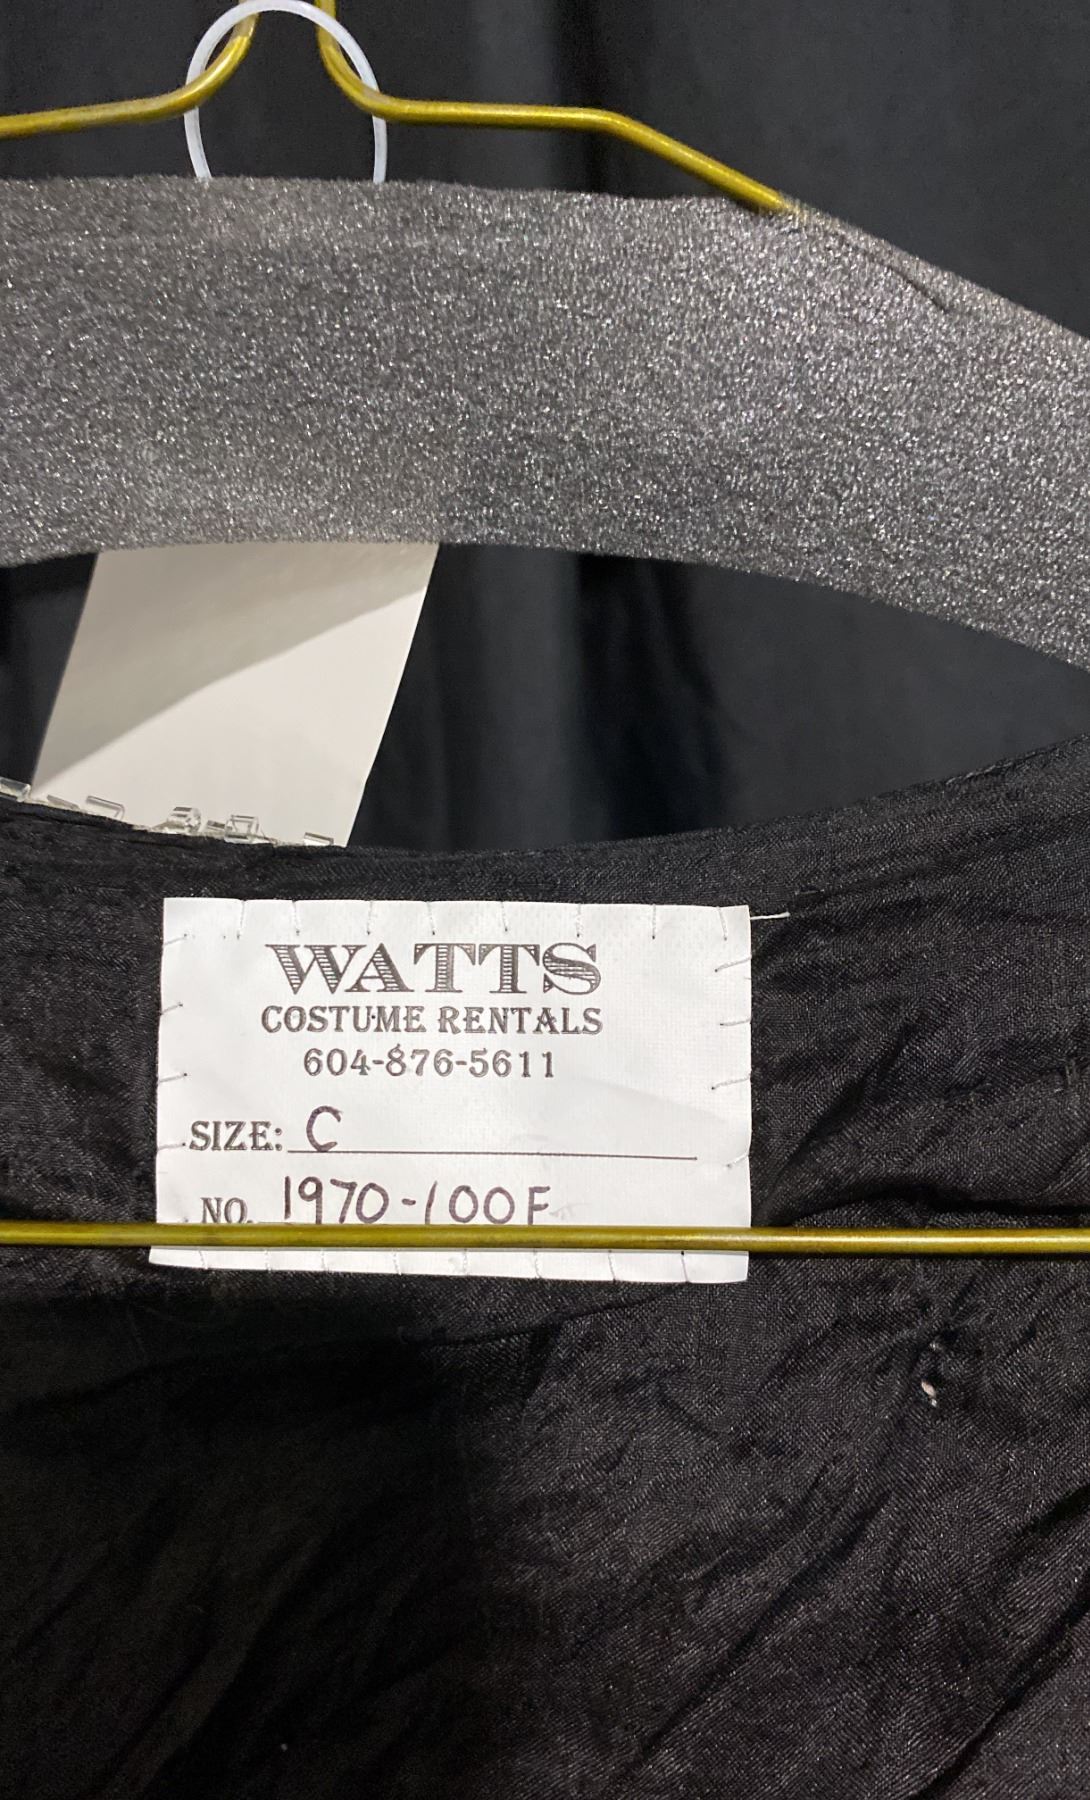 WATTS
COSTUME RENTALS
604-876-5611
SIZE: C
NO. 1970-100F